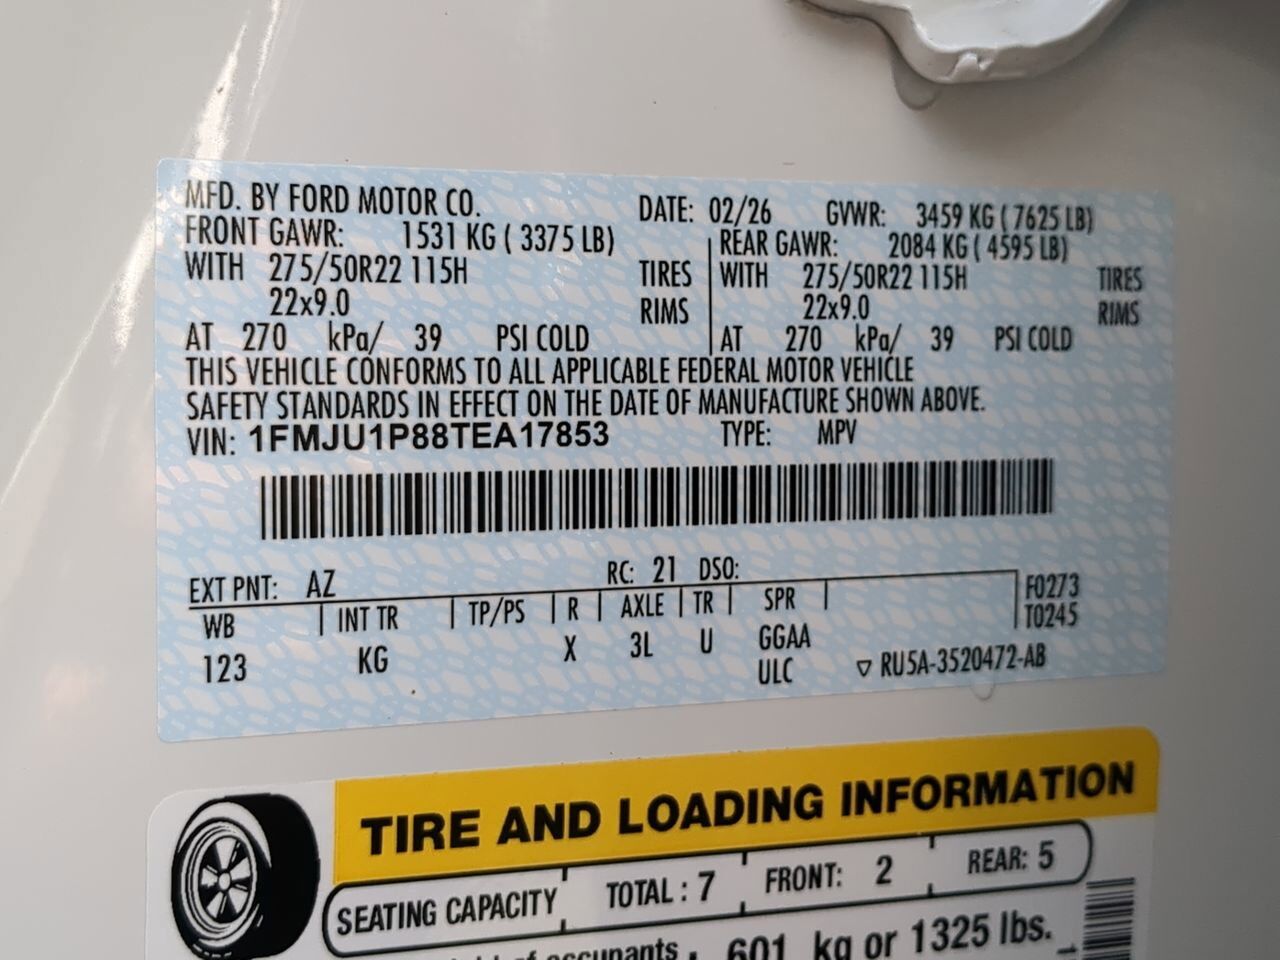 MFD. BY FORD MOTOR CO. DATE: 02/26 GVWR: 3459 KG ( 7625 LB)
FRONT GAWR: 1531 KG ( 3375 LB) REAR GAWR: 2084 KG ( 4595 LB)
WITH 275/50R22 115H TIRES WITH 275/50R22 115H TIRES
22x9.0 RIMS 22x9.0 RIMS
AT 270 kPa/ 39 PSI COLD AT 270 kPa/ 39 PSI COLD
THIS VEHICLE CONFORMS TO ALL APPLICABLE FEDERAL MOTOR VEHICLE
SAFETY STANDARDS IN EFFECT ON THE DATE OF MANUFACTURE SHOWN ABOVE.
VIN: 1FMJU1P88TEA17853 TYPE: MPV
EXT PNT: AZ RC: 21 DSO:
WB INT TR TP/PS R AXLE TR SPR F0273
T0245
123 KG X 3L U GGAA
ULC ▽ RU5A-3520472-AB
TIRE AND LOADING INFORMATION
SEATING CAPACITY TOTAL : 7 FRONT: 2 REAR: 5
of occupants 601 kg or 1325 lbs.